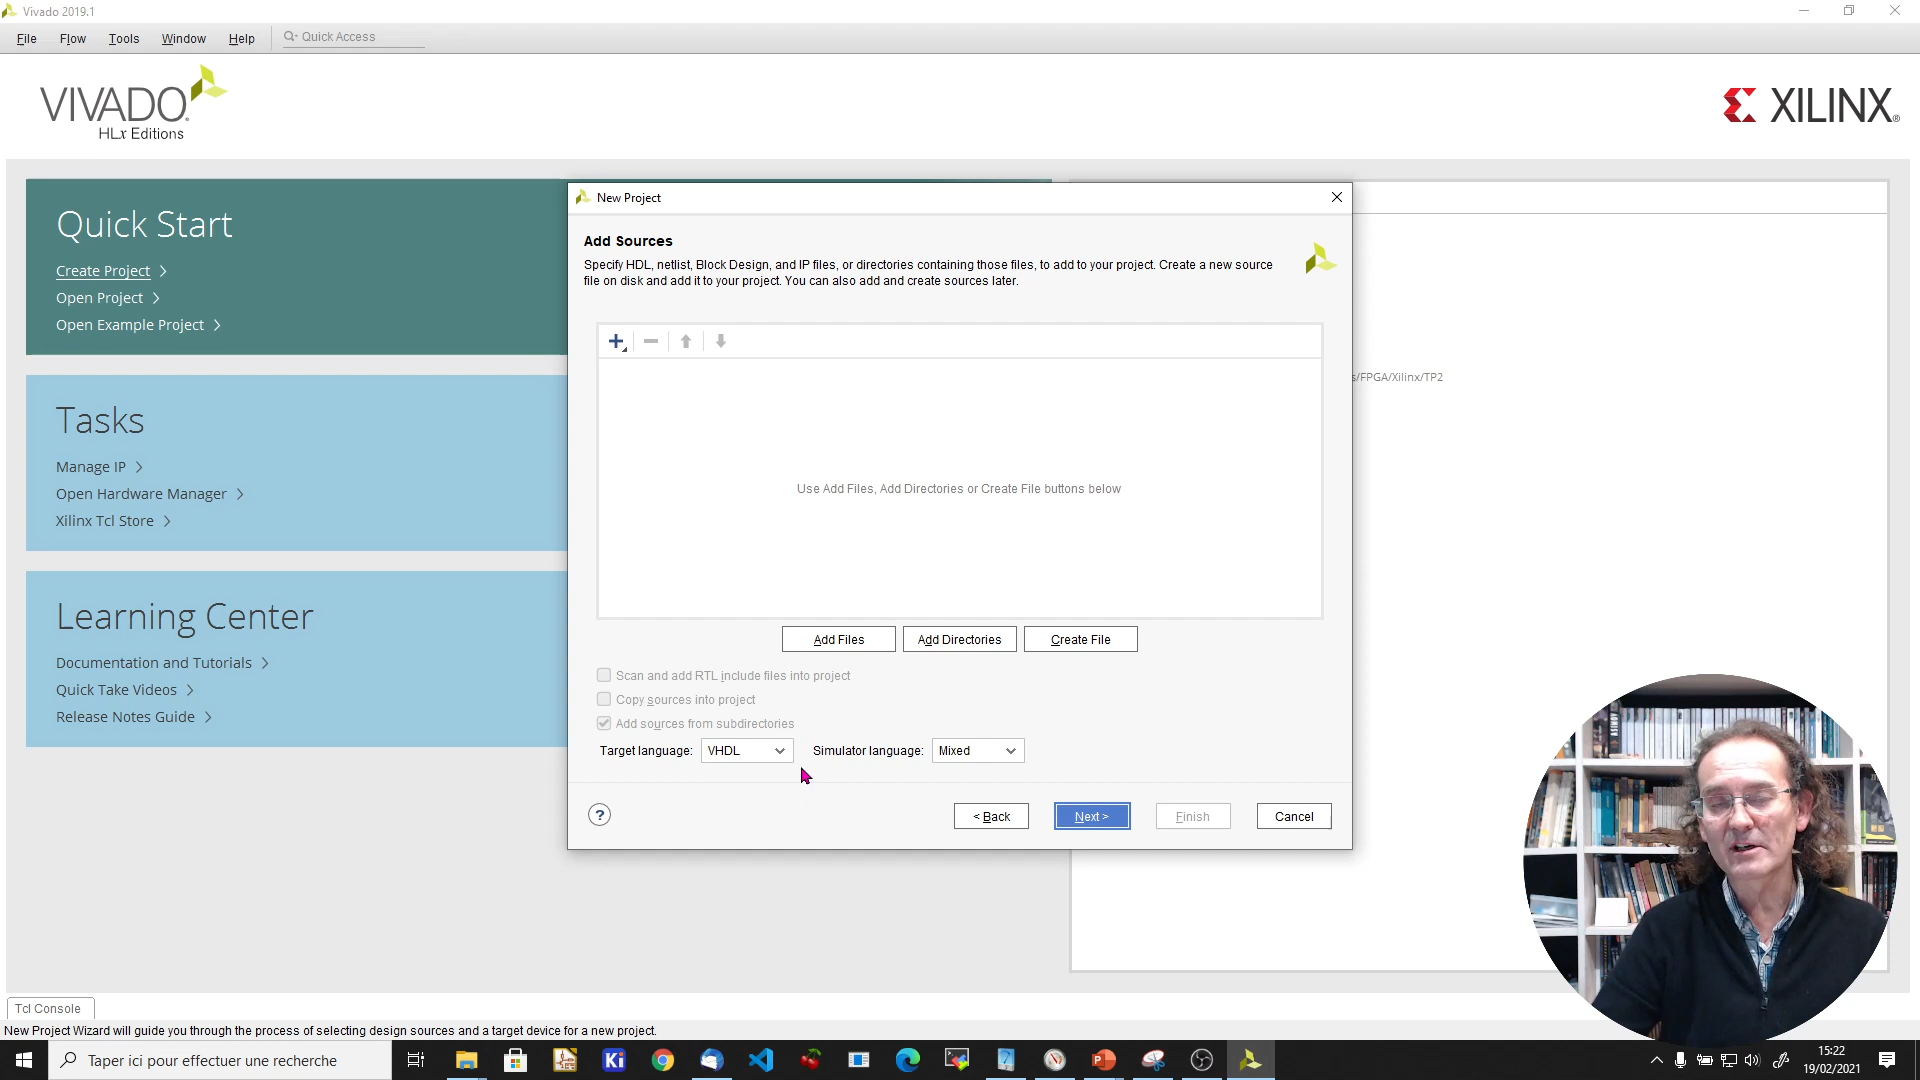 Vivado 2019.1
File Flow Tools Window Help Quick Access
VIVADO®
HLx Editions
XILINX®
Quick Start
Create Project
Open Project
Open Example Project
Tasks
Manage IP
Open Hardware Manager
Xilinx Tcl Store
Learning Center
Documentation and Tutorials
Quick Take Videos
Release Notes Guide
New Project
Add Sources
Specify HDL, netlist, Block Design, and IP files, or directories containing those files, to add to your project. Create a new source
file on disk and add it to your project. You can also add and create sources later.
Use Add Files, Add Directories or Create File buttons below
Add Files Add Directories Create File
Scan and add RTL include files into project
Copy sources into project
Add sources from subdirectories
Target language: VHDL Simulator language: Mixed
? < Back Next > Finish Cancel
s/FPGA/Xilinx/TP2
Tcl Console
New Project Wizard will guide you through the process of selecting design sources and a target device for a new project.
Taper ici pour effectuer une recherche
Ki
15:22
19/02/2021